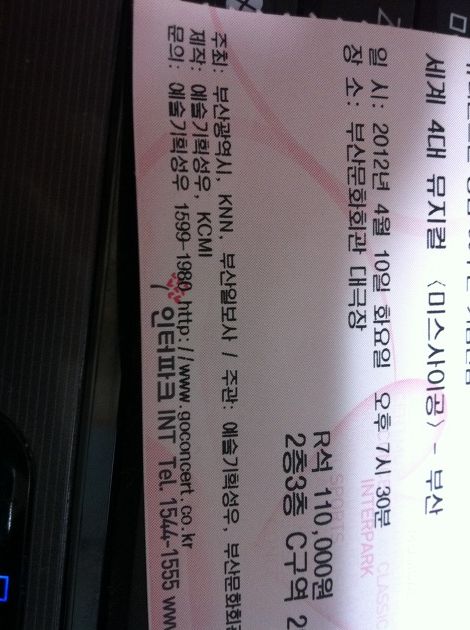 세계 4대 뮤지컬 〈미스사이공〉 - 부산
일 시: 2012년 4월 10일 화요일 오후 7시 30분
장 소: 부산문화회관 대극장
R석 110,000원
2층3층 C구역 2
주최: 부산광역시, KNN, 부산일보사 / 주관: 예술기획성우, 부산문화회관
제작: 예술기획성우, KCMI
문의: 예술기획성우 1599-1980 http://www.goconcert.co.kr
인터파크 INT Tel. 1544-1555 www
INTERPARK
SPORTS
CLASSIC